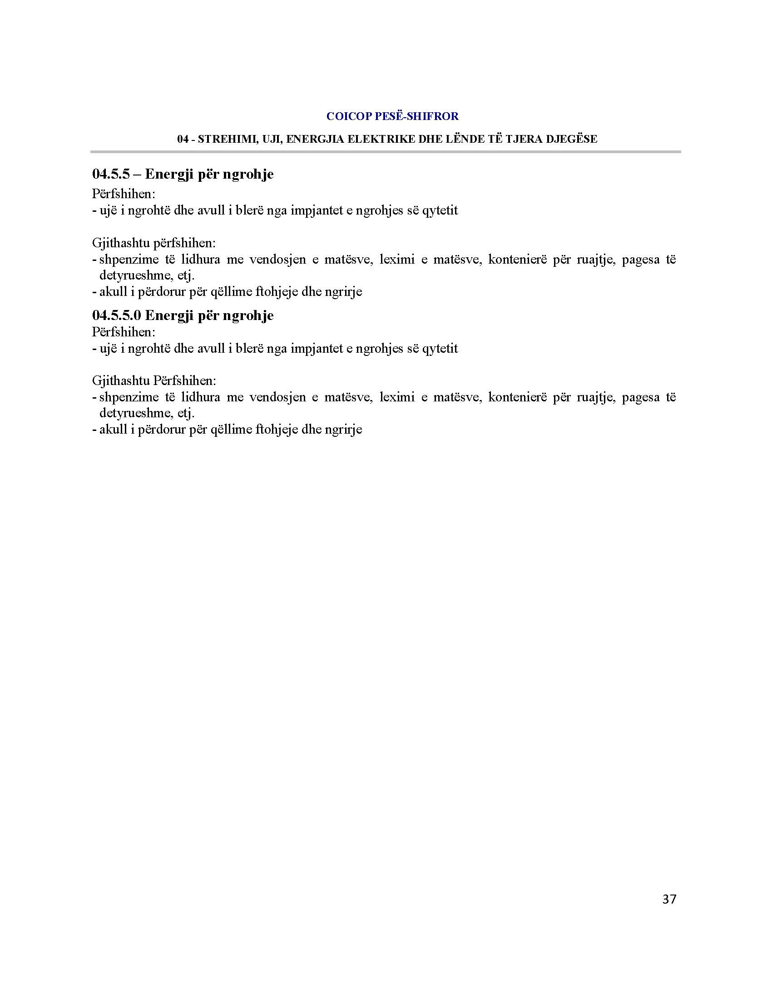 COICOP PESË-SHIFROR
04 - STREHIMI, UJI, ENERGJIA ELEKTRIKE DHE LËNDE TË TJERA DJEGËSE
04.5.5 – Energji për ngrohje
Përfshihen:
- ujë i ngrohtë dhe avull i blerë nga impjantet e ngrohjes së qytetit
Gjithashtu përfshihen:
- shpenzime të lidhura me vendosjen e matësve, leximi e matësve, kontenierë për ruajtje, pagesa të
detyrueshme, etj.
- akull i përdorur për qëllime ftohjeje dhe ngrirje
04.5.5.0 Energji për ngrohje
Përfshihen:
- ujë i ngrohtë dhe avull i blerë nga impjantet e ngrohjes së qytetit
Gjithashtu Përfshihen:
- shpenzime të lidhura me vendosjen e matësve, leximi e matësve, kontenierë për ruajtje, pagesa të
detyrueshme, etj.
- akull i përdorur për qëllime ftohjeje dhe ngrirje
37